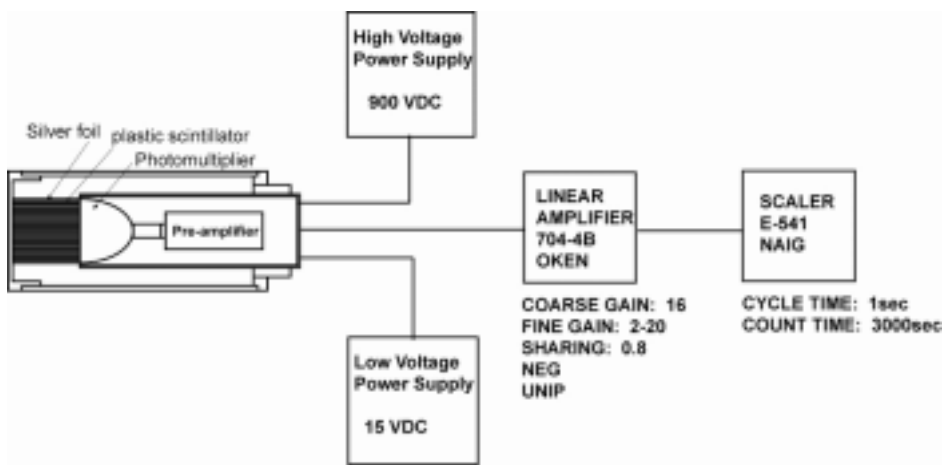 High Voltage
Power Supply
900 VDC
Silver foil
plastic scintillator
Photomultiplier
Pre-amplifier
LINEAR
AMPLIFIER
704-4B
OKEN
SCALER
E-541
NAIG
COARSE GAIN: 16
FINE GAIN: 2-20
SHARING: 0.8
NEG
UNIP
CYCLE TIME: 1sec
COUNT TIME: 3000sec
Low Voltage
Power Supply
15 VDC